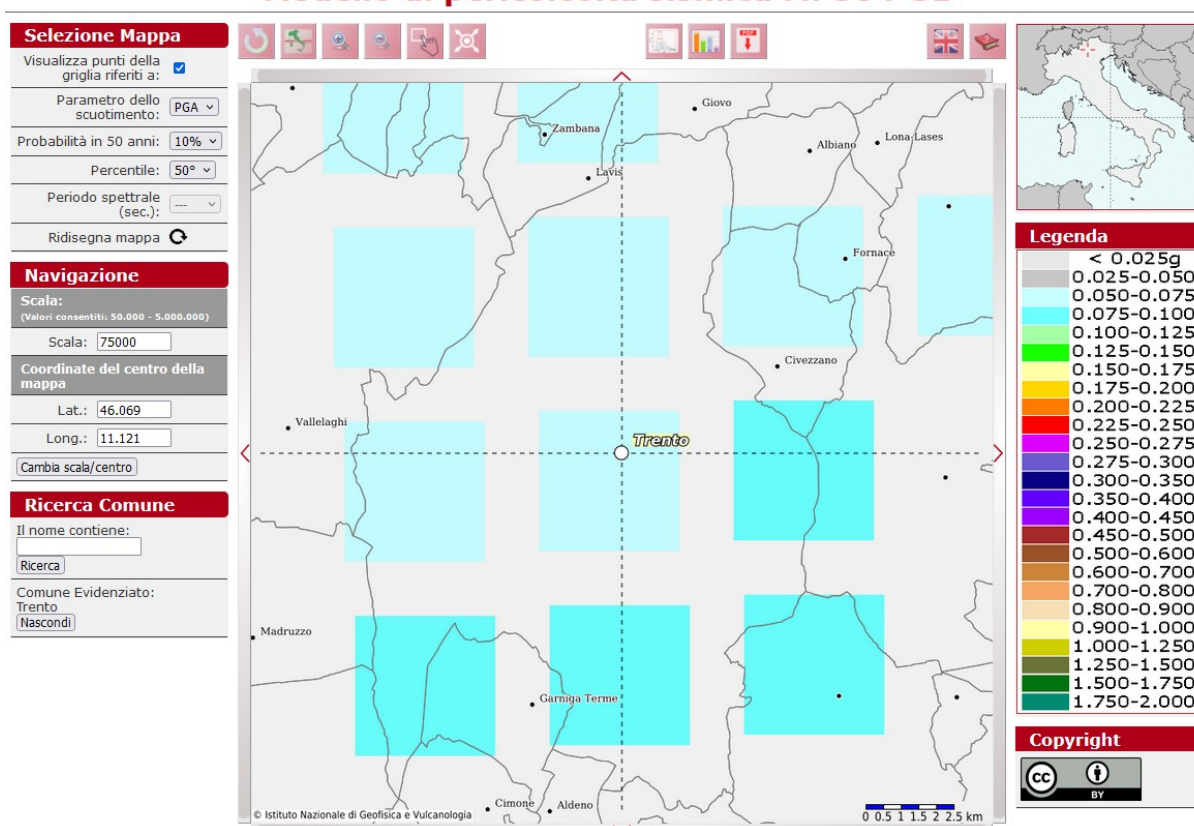 Selezione Mappa
Visualizza punti della
griglia riferiti a:
Parametro dello
scuotimento: PGA
Probabilità in 50 anni: 10%
Percentile: 50°
Periodo spettrale
(sec.): ---
Ridisegna mappa
Navigazione
Scala:
(Valori consentiti: 50.000 - 5.000.000)
Scala: 75000
Coordinate del centro della
mappa
Lat.: 46.069
Long.: 11.121
Cambia scala/centro
Ricerca Comune
Il nome contiene:
Ricerca
Comune Evidenziato:
Trento
Nascondi
PDF
Giovo
Zambana
Lona-Lases
Albiano
Lavis
Fornace
Civezzano
Vallelaghi
Trento
Madruzzo
Garniga Terme
Cimone
Aldeno
© Istituto Nazionale di Geofisica e Vulcanologia
0 0.5 1 1.5 2 2.5 km
Legenda
< 0.025g
0.025-0.050
0.050-0.075
0.075-0.100
0.100-0.125
0.125-0.150
0.150-0.175
0.175-0.200
0.200-0.225
0.225-0.250
0.250-0.275
0.275-0.300
0.300-0.350
0.350-0.400
0.400-0.450
0.450-0.500
0.500-0.600
0.600-0.700
0.700-0.800
0.800-0.900
0.900-1.000
1.000-1.250
1.250-1.500
1.500-1.750
1.750-2.000
Copyright
cc
BY